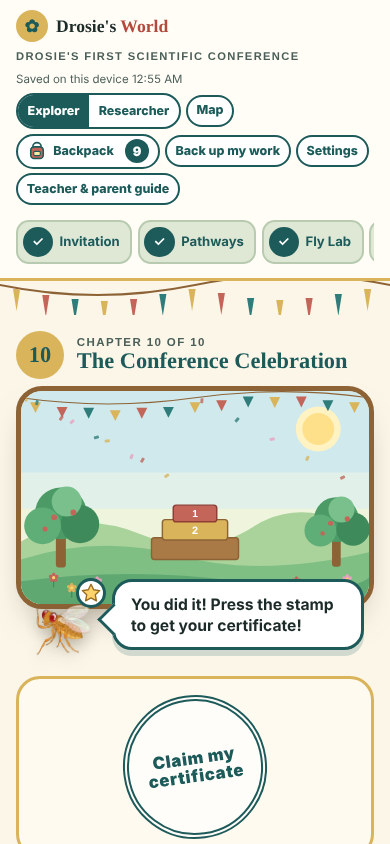 Drosie's World
DROSIE'S FIRST SCIENTIFIC CONFERENCE
Saved on this device 12:55 AM
Explorer Researcher Map
Backpack 9 Back up my work Settings
Teacher & parent guide
Invitation Pathways Fly Lab
10
CHAPTER 10 OF 10
The Conference Celebration
1
2
You did it! Press the stamp
to get your certificate!
Claim my
certificate